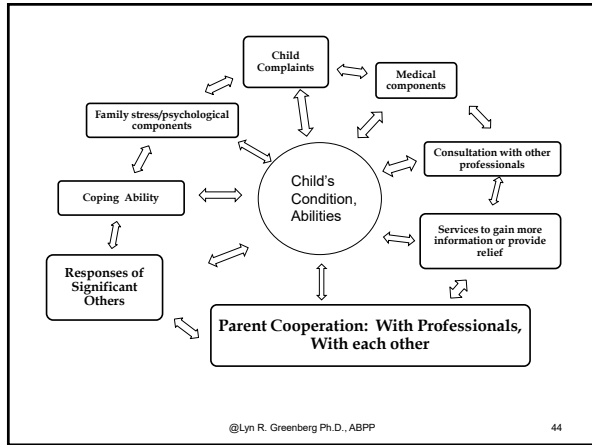 Child
Complaints
Medical
components
Family stress/psychological
components
Consultation with other
professionals
Child's
Condition,
Abilities
Coping Ability
Services to gain more
information or provide
relief
Responses of
Significant
Others
Parent Cooperation: With Professionals,
With each other
@Lyn R. Greenberg Ph.D., ABPP
44